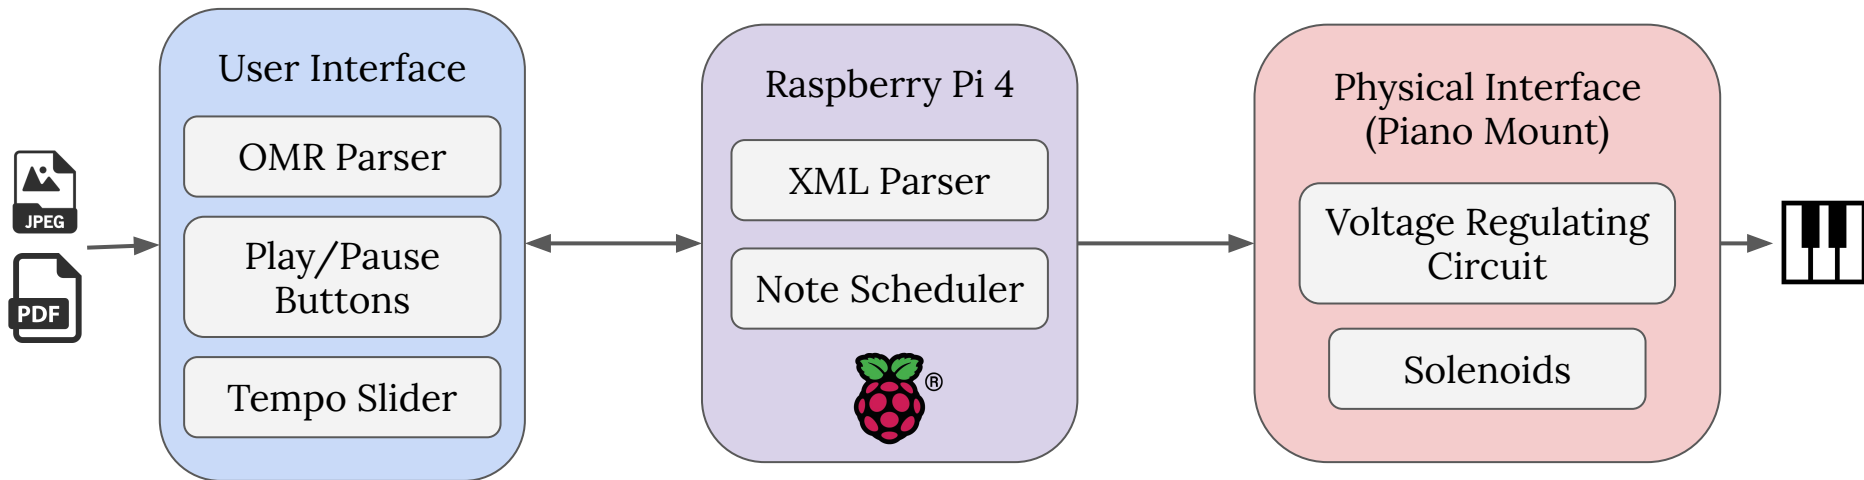 JPEG
PDF
User Interface
OMR Parser
Play/Pause
Buttons
Tempo Slider
Raspberry Pi 4
XML Parser
Note Scheduler
®
Physical Interface
(Piano Mount)
Voltage Regulating
Circuit
Solenoids